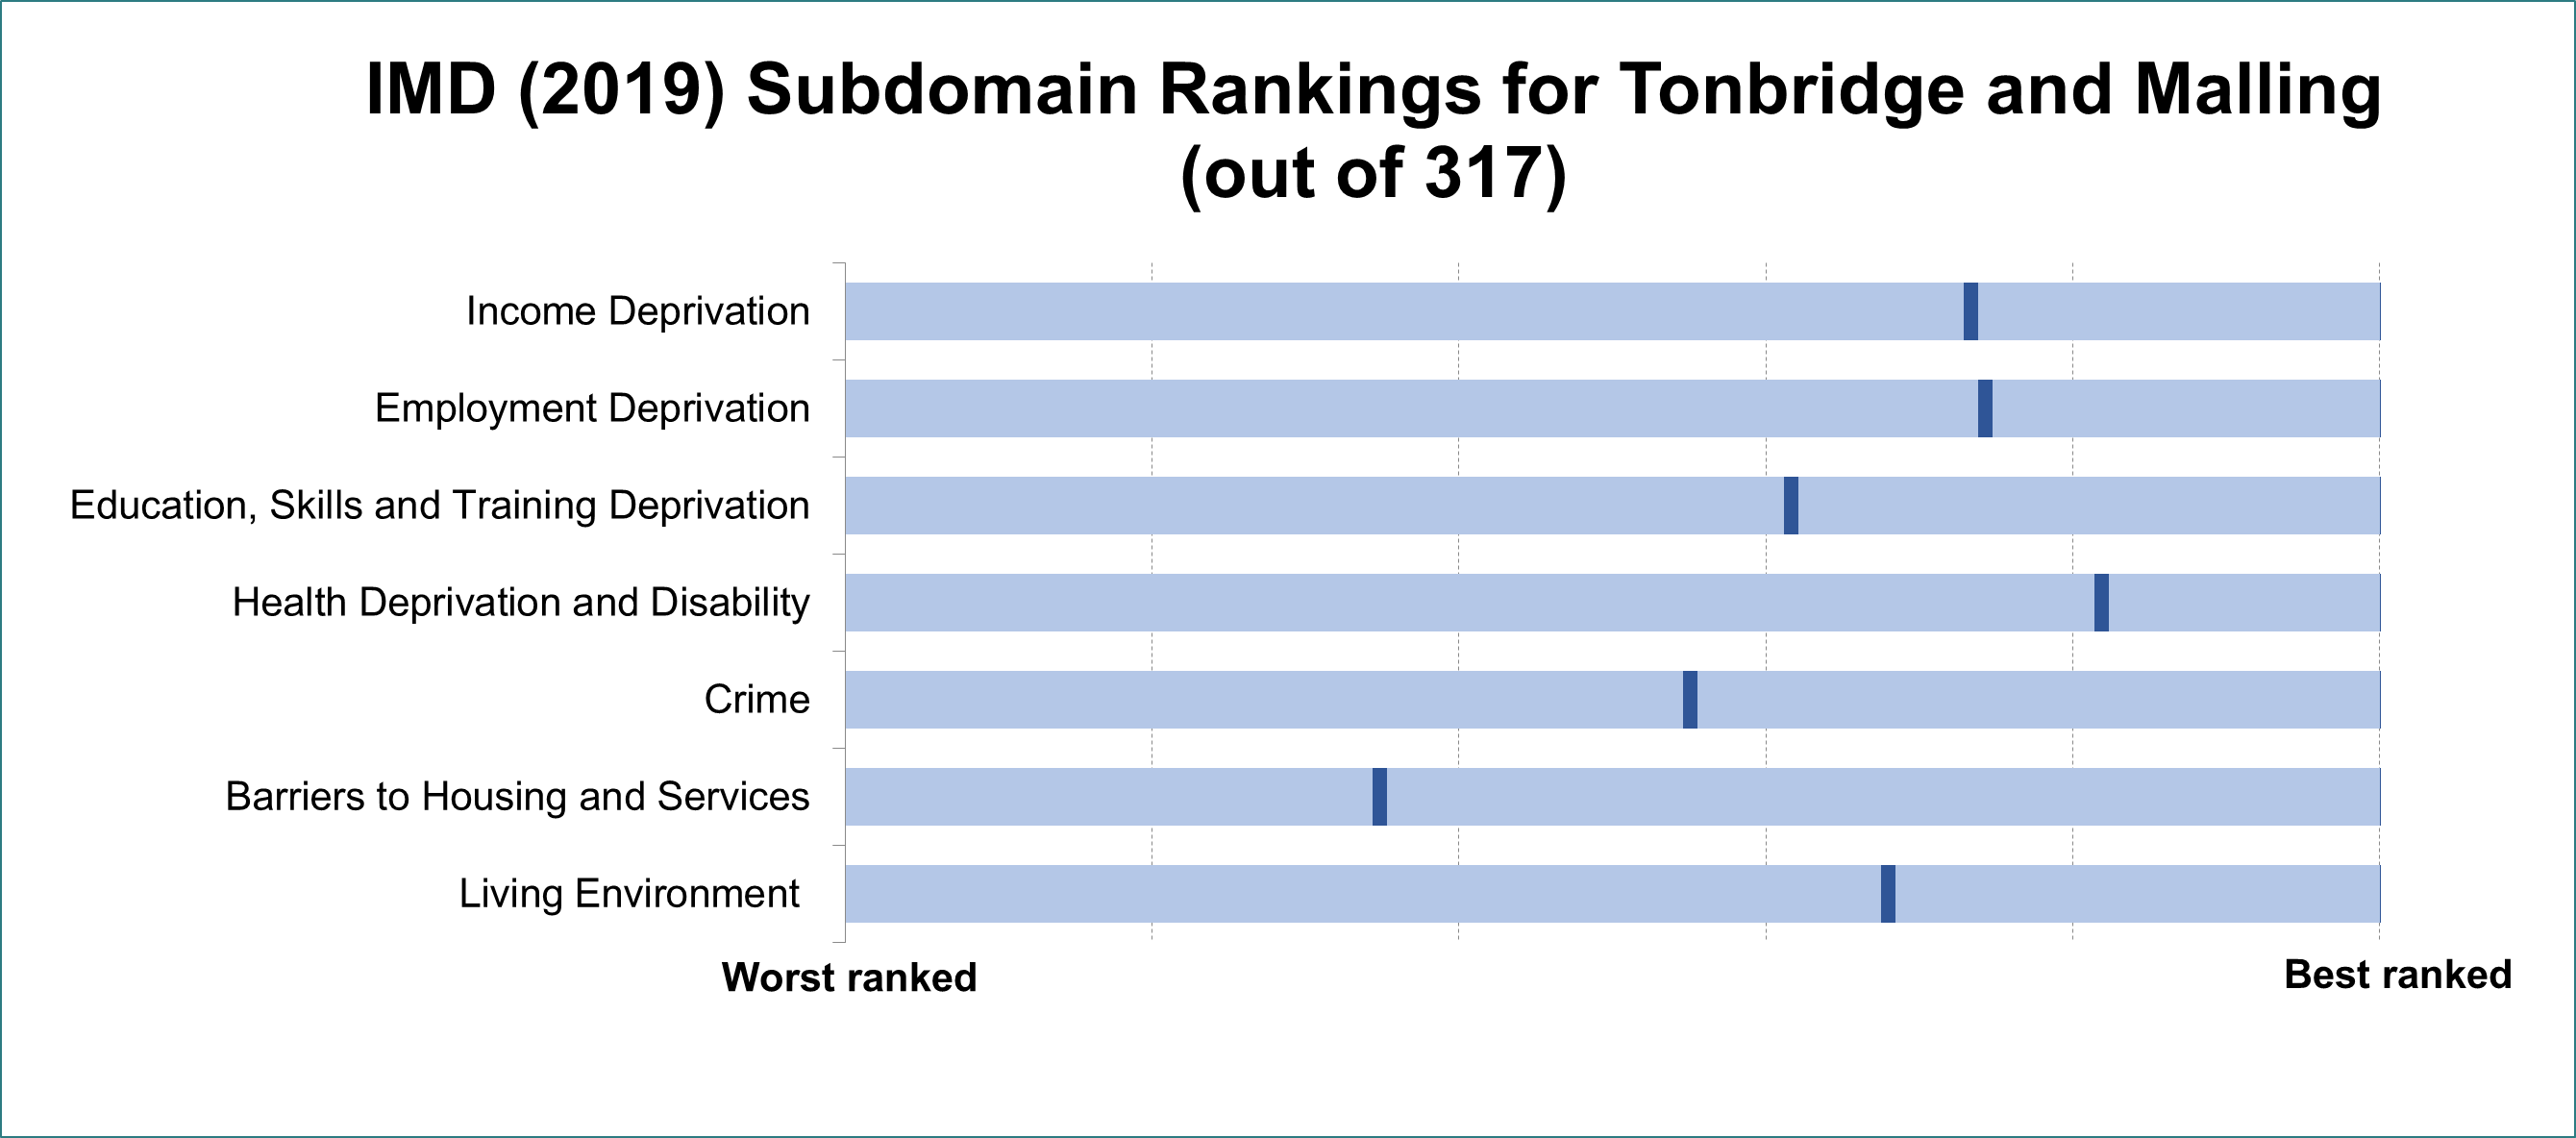 IMD (2019) Subdomain Rankings for Tonbridge and Malling
(out of 317)
Income Deprivation
Employment Deprivation
Education, Skills and Training Deprivation
Health Deprivation and Disability
Crime
Barriers to Housing and Services
Living Environment
Worst ranked
Best ranked